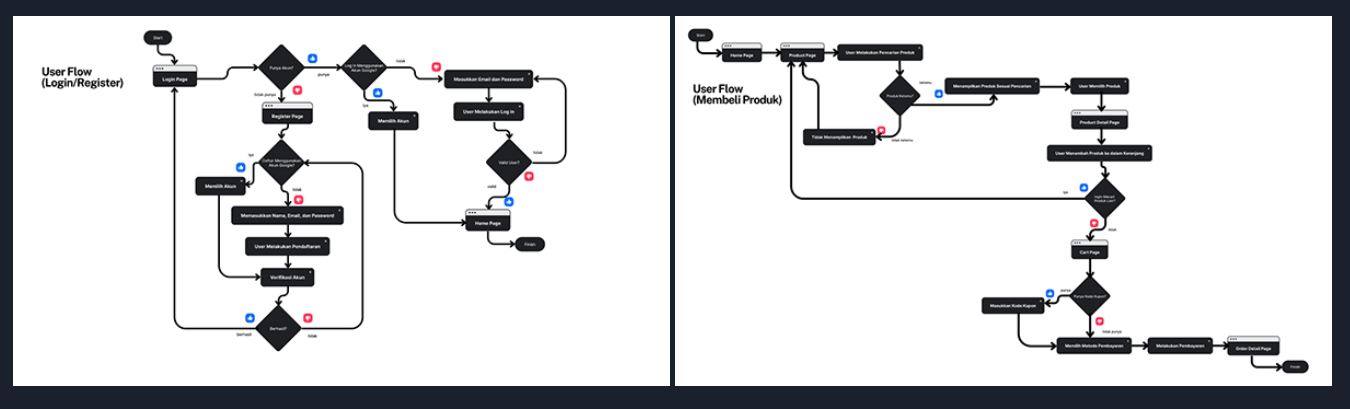 User Flow
(Login/Register)
Start
Login Page
Punya Akun?
punya
tidak punya
Log in Menggunakan
Akun Google?
tidak
iya
Memilih Akun
Masukkan Email dan Password
User Melakukan Log in
Valid User?
tidak
valid
Home Page
Finish
Register Page
Daftar Menggunakan
Akun Google?
iya
tidak
Memilih Akun
Memasukkan Nama, Email, dan Password
User Melakukan Pendaftaran
Verifikasi Akun
Berhasil?
berhasil
tidak
User Flow
(Membeli Produk)
Start
Home Page
Product Page
User Melakukan Pencarian Produk
Produk Ketemu?
ketemu
tidak ketemu
Tidak Menampilkan Produk
Menampilkan Produk Sesuai Pencarian
User Memilih Produk
Product Detail Page
User Menambah Produk ke dalam Keranjang
Ingin Mencari
Produk Lain?
iya
tidak
Cart Page
Punya Kode Kupon?
punya
tidak punya
Masukkan Kode Kupon
Memilih Metode Pembayaran
Melakukan Pembayaran
Order Detail Page
Finish